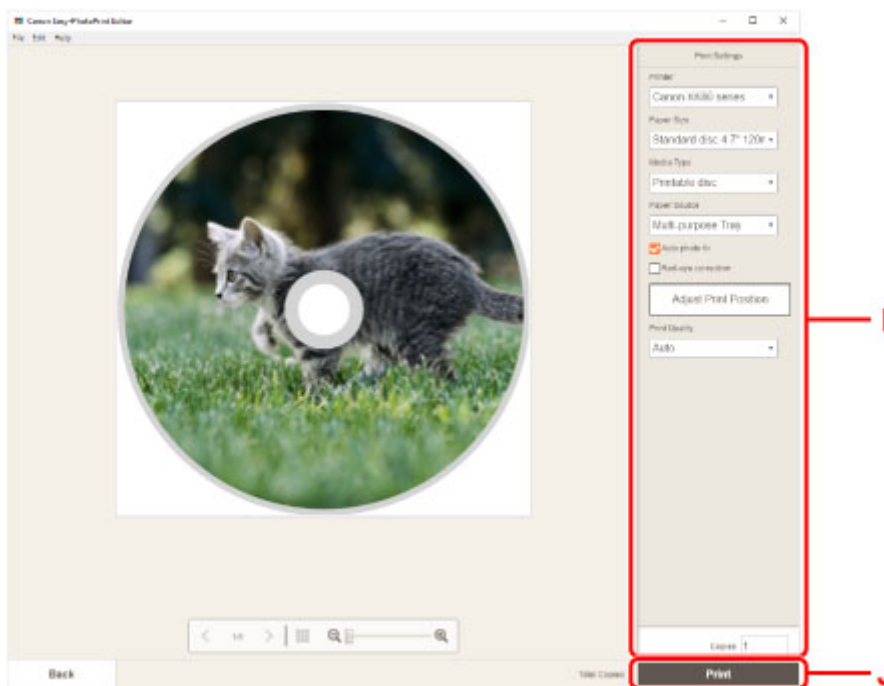 Canon Easy-PhotoPrint Editor
File Edit Help
Print Settings
Printer
Canon XK80 series
Paper Size
Standard disc 4.7" 120m
Media Type
Printable disc
Paper Source
Multi-purpose Tray
Auto photo fix
Red-eye correction
Adjust Print Position
Print Quality
Auto
Copies 1
Back
Total Copies:
Print
J